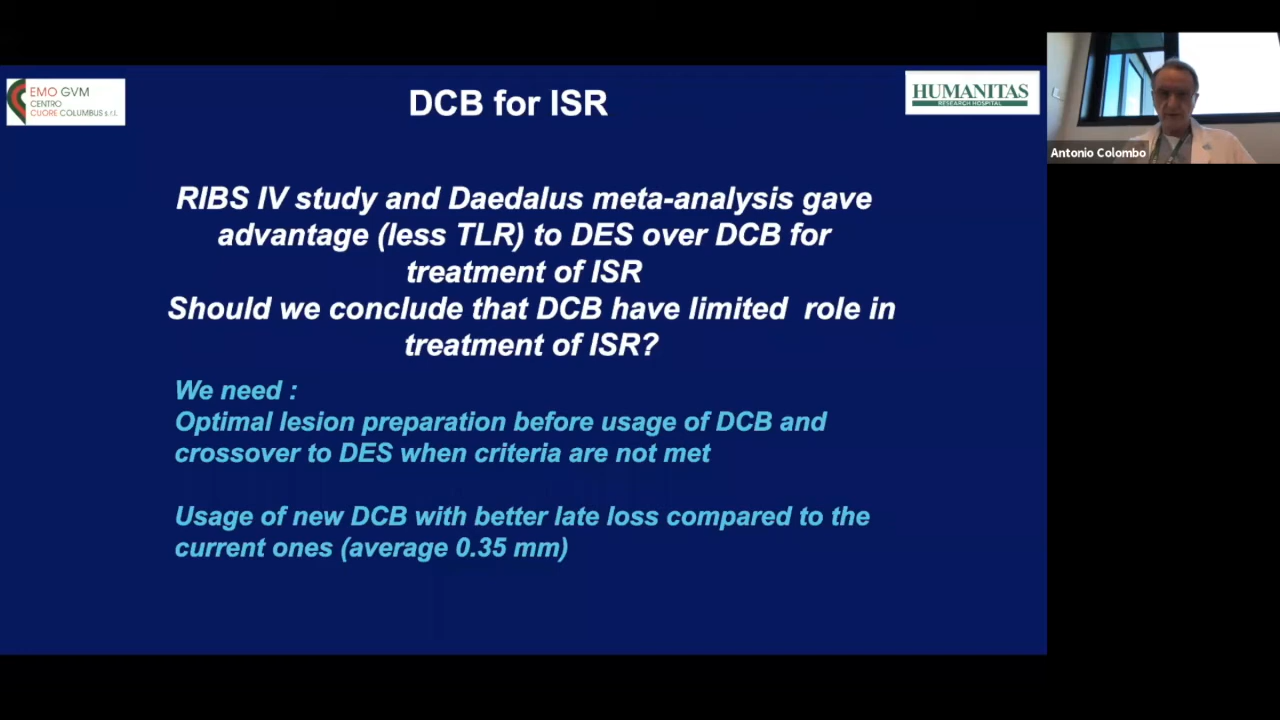 EMO GVM
CENTRO
CUORE COLUMBUS s.r.l.
DCB for ISR
HUMANITAS
RESEARCH HOSPITAL
Antonio Colombo
RIBS IV study and Daedalus meta-analysis gave
advantage (less TLR) to DES over DCB for
treatment of ISR
Should we conclude that DCB have limited  role in
treatment of ISR?
We need :
Optimal lesion preparation before usage of DCB and
crossover to DES when criteria are not met
Usage of new DCB with better late loss compared to the
current ones (average 0.35 mm)